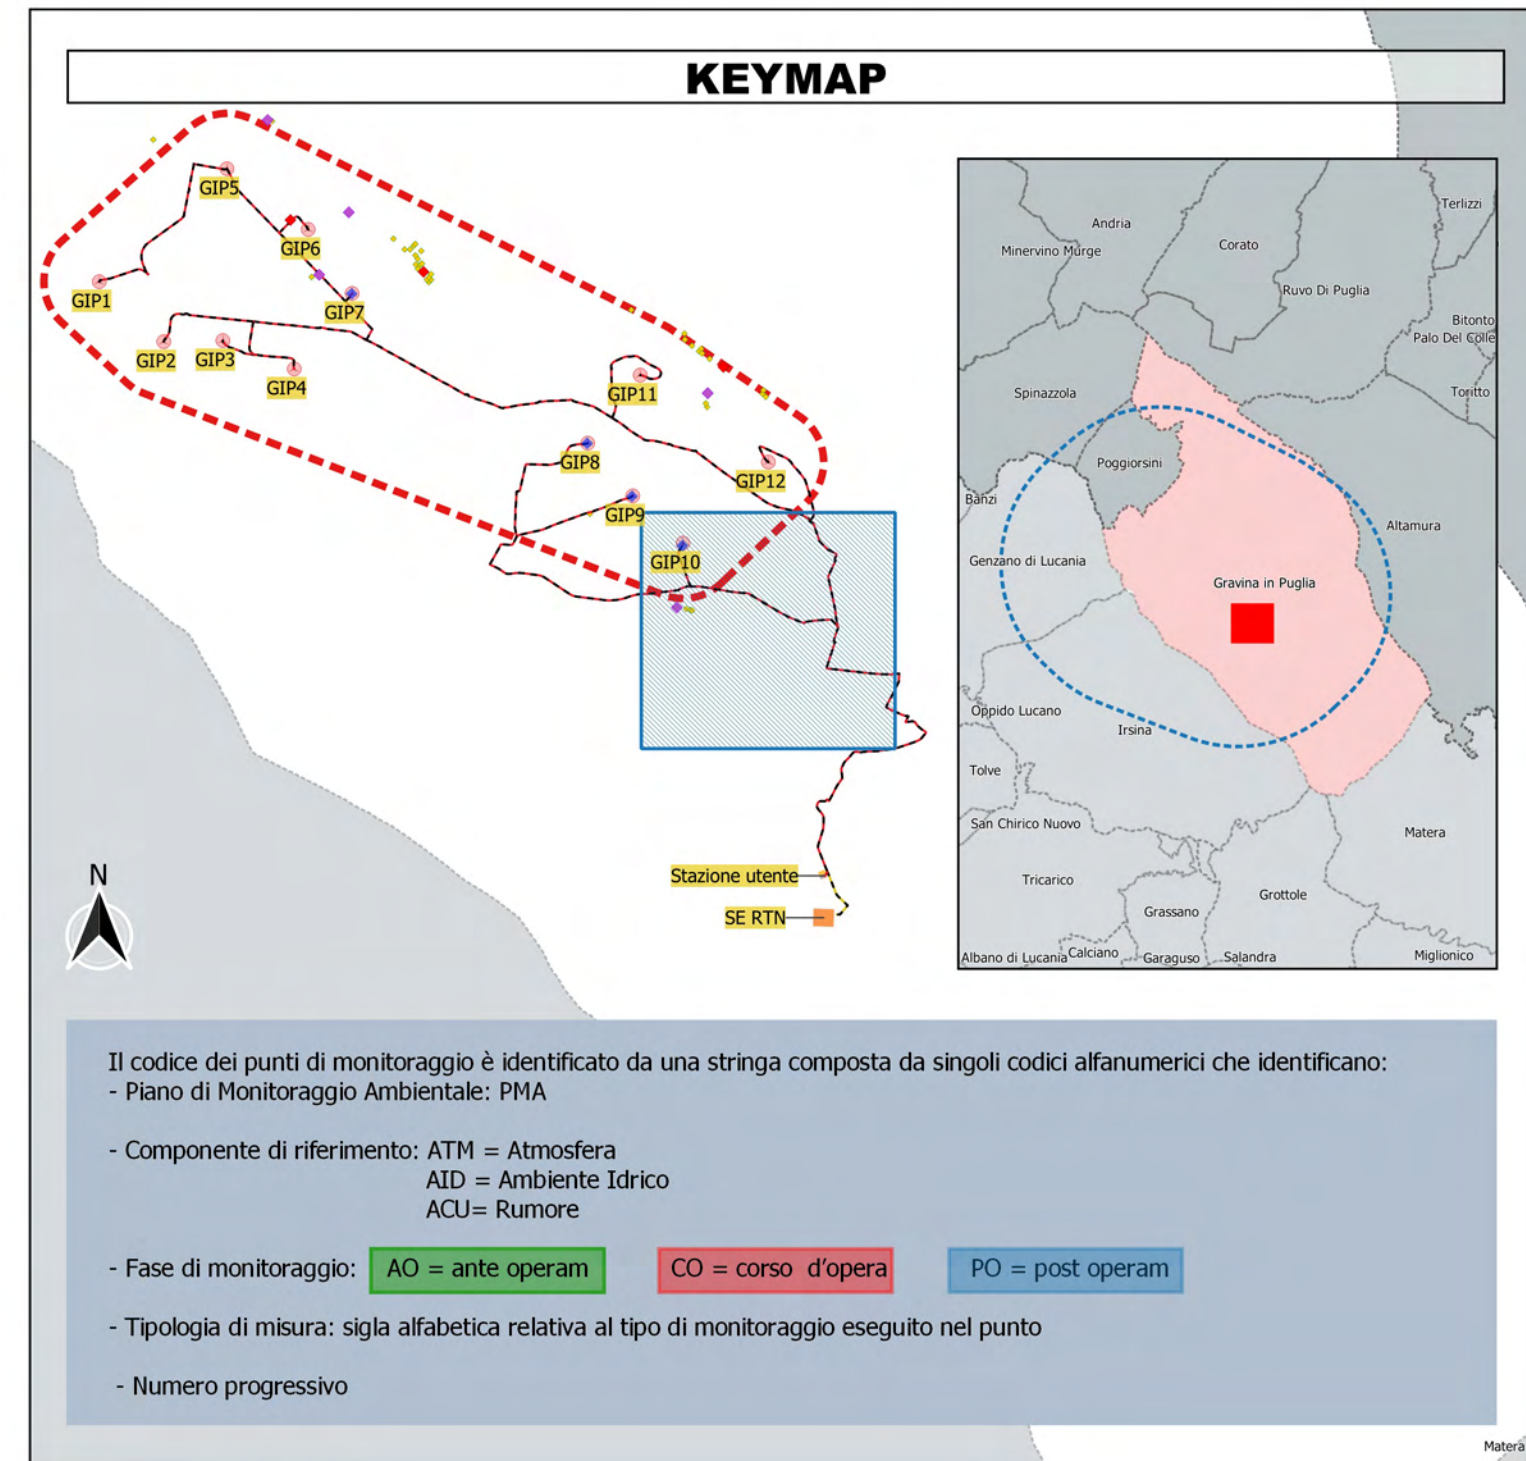 KEYMAP
GIP5
GIP6
GIP1
GIP7
GIP2
GIP3
GIP4
GIP11
GIP8
GIP12
GIP9
GIP10
Stazione utente
SE RTN
N
Terlizzi
Andria
Corato
Minervino Murge
Ruvo Di Puglia
Bitonto
Palo Del Colle
Spinazzola
Toritto
Poggiorsini
Banzi
Altamura
Genzano di Lucania
Gravina in Puglia
Oppido Lucano
Irsina
Tolve
San Chirico Nuovo
Matera
Tricarico
Grottole
Grassano
Albano di Lucania
Calciano
Garaguso
Salandra
Miglionico
Il codice dei punti di monitoraggio è identificato da una stringa composta da singoli codici alfanumerici che identificano:
- Piano di Monitoraggio Ambientale: PMA
- Componente di riferimento: ATM = Atmosfera
AID = Ambiente Idrico
ACU= Rumore
- Fase di monitoraggio: AO = ante operam CO = corso d'opera PO = post operam
- Tipologia di misura: sigla alfabetica relativa al tipo di monitoraggio eseguito nel punto
- Numero progressivo
Matera